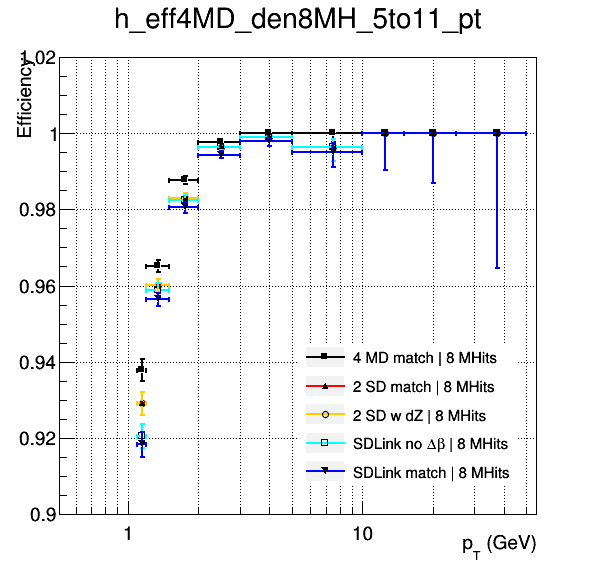 h_eff4MD_den8MH_5to11_pt
Efficiency
1.02
1
0.98
0.96
0.94
0.92
0.9
4 MD match | 8 MHits
2 SD match | 8 MHits
2 SD w dZ | 8 MHits
SDLink no Δβ | 8 MHits
SDLink match | 8 MHits
1
10
p_T (GeV)